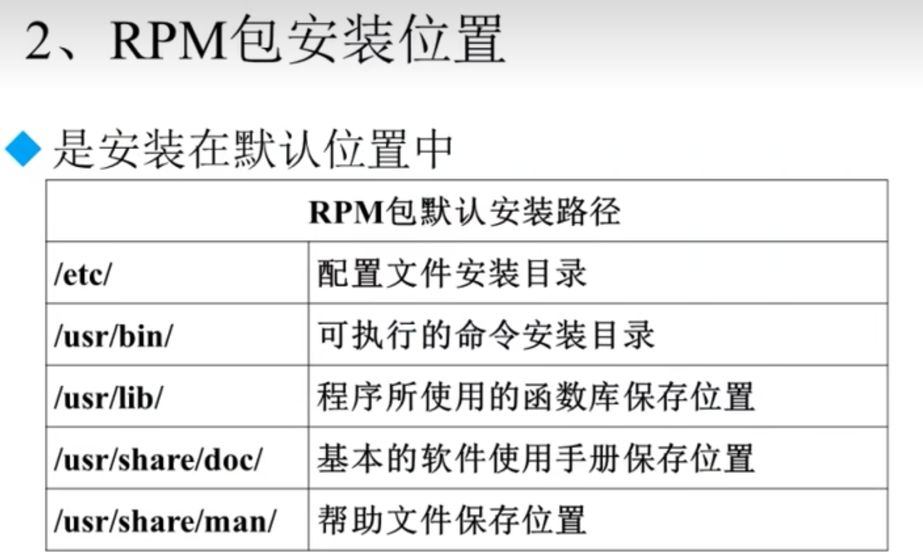 2、RPM包安装位置
是安装在默认位置中
RPM包默认安装路径
/etc/ 配置文件安装目录
/usr/bin/ 可执行的命令安装目录
/usr/lib/ 程序所使用的函数库保存位置
/usr/share/doc/ 基本的软件使用手册保存位置
/usr/share/man/ 帮助文件保存位置